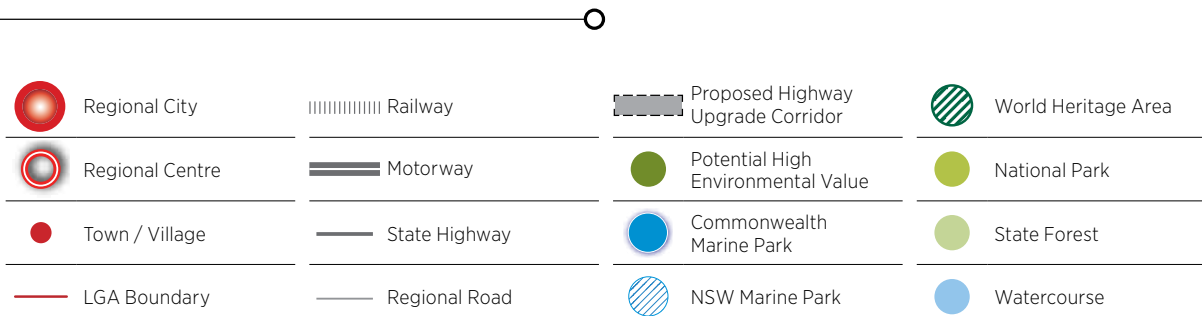 Regional City
Railway
Proposed Highway
Upgrade Corridor
World Heritage Area
Regional Centre
Motorway
Potential High
Environmental Value
National Park
Town / Village
State Highway
Commonwealth
Marine Park
State Forest
LGA Boundary
Regional Road
NSW Marine Park
Watercourse